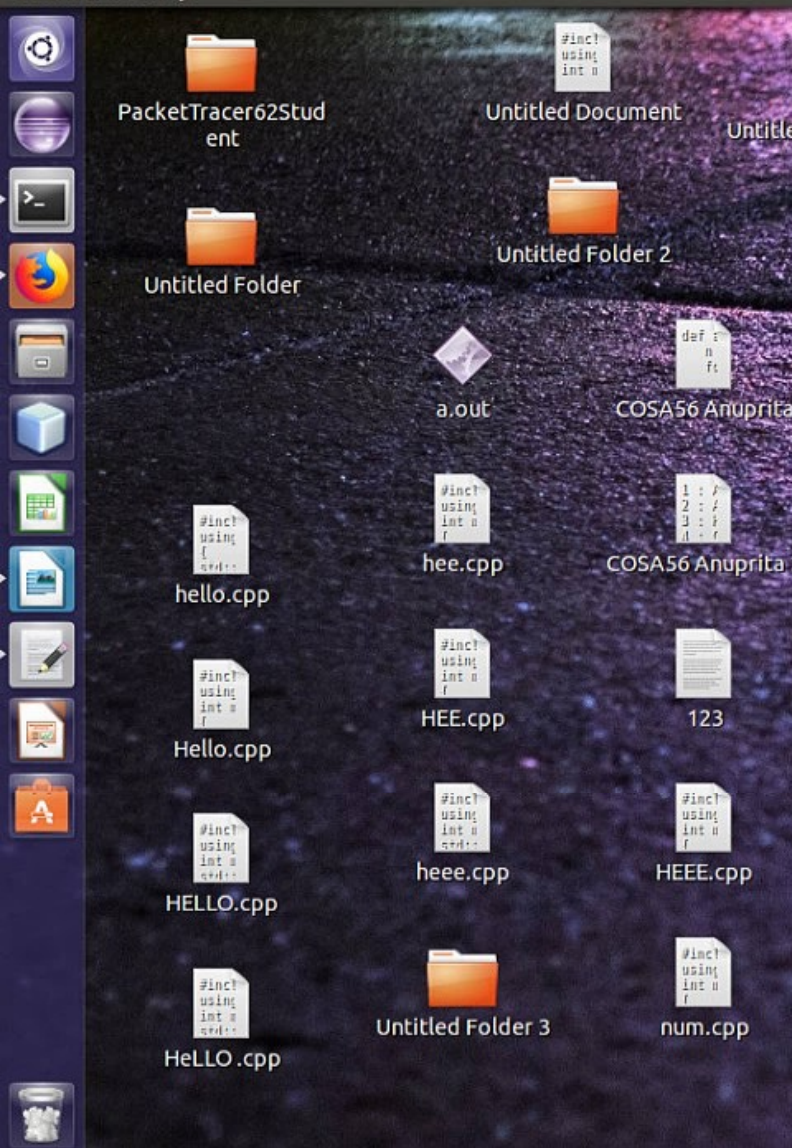 PacketTracer62Stud
ent
Untitled Document
Untitle
Untitled Folder
Untitled Folder 2
a.out
COSA56 Anuprita
hello.cpp
hee.cpp
COSA56 Anuprita
Hello.cpp
HEE.cpp
123
HELLO.cpp
heee.cpp
HEEE.cpp
HeLLO .cpp
Untitled Folder 3
num.cpp